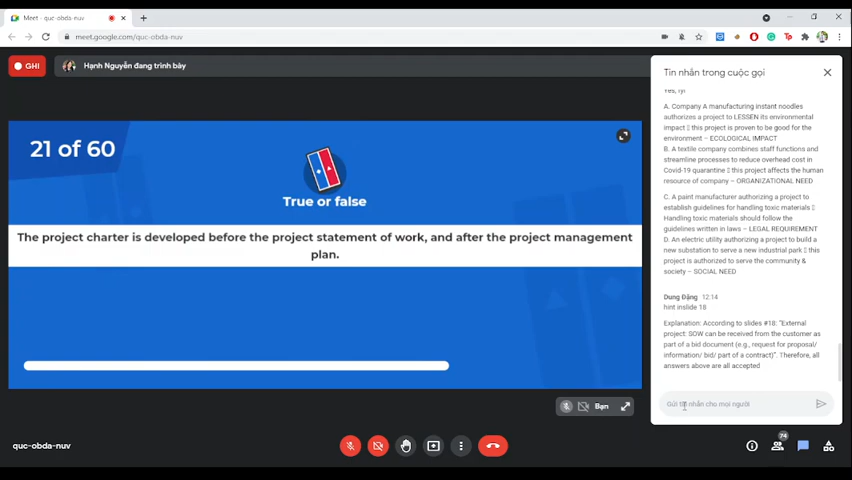 Meet - quc-obda-nuv
meet.google.com/quc-obda-nuv
GHI
Hạnh Nguyễn đang trình bày
21 of 60
True or false
The project charter is developed before the project statement of work, and after the project management
plan.
Bạn
Tin nhắn trong cuộc gọi
A. Company A manufacturing instant noodles
authorizes a project to LESSEN its environmental
impact this project is proven to be good for the
environment – ECOLOGICAL IMPACT
B. A textile company combines staff functions and
streamline processes to reduce overhead cost in
Covid-19 quarantine this project affects the human
resource of company – ORGANIZATIONAL NEED
C. A paint manufacturer authorizing a project to
establish guidelines for handling toxic materials
Handling toxic materials should follow the
guidelines written in laws – LEGAL REQUIREMENT
D. An electric utility authorizing a project to build a
new substation to serve a new industrial park this
project is authorized to serve the community &
society – SOCIAL NEED
Dung Đặng 12:14
hint inslide 18
Explanation: According to slides #18: "External
project: SOW can be received from the customer as
part of a bid document (e.g., request for proposal/
information/ bid/ part of a contract)". Therefore, all
answers above are all accepted
Gửi tin nhắn cho mọi người
quc-obda-nuv
74